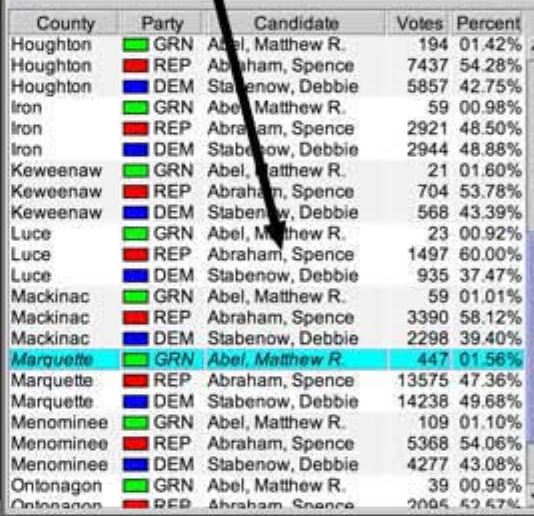 County Party Candidate Votes Percent
Houghton GRN Abel, Matthew R. 194 01.42%
Houghton REP Abraham, Spence 7437 54.28%
Houghton DEM Stabenow, Debbie 5857 42.75%
Iron GRN Abel, Matthew R. 59 00.98%
Iron REP Abraham, Spence 2921 48.50%
Iron DEM Stabenow, Debbie 2944 48.88%
Keweenaw GRN Abel, Matthew R. 21 01.60%
Keweenaw REP Abraham, Spence 704 53.78%
Keweenaw DEM Stabenow, Debbie 568 43.39%
Luce GRN Abel, Matthew R. 23 00.92%
Luce REP Abraham, Spence 1497 60.00%
Luce DEM Stabenow, Debbie 935 37.47%
Mackinac GRN Abel, Matthew R. 59 01.01%
Mackinac REP Abraham, Spence 3390 58.12%
Mackinac DEM Stabenow, Debbie 2298 39.40%
Marquette GRN Abel, Matthew R. 447 01.56%
Marquette REP Abraham, Spence 13575 47.36%
Marquette DEM Stabenow, Debbie 14238 49.68%
Menominee GRN Abel, Matthew R. 109 01.10%
Menominee REP Abraham, Spence 5368 54.06%
Menominee DEM Stabenow, Debbie 4277 43.08%
Ontonagon GRN Abel, Matthew R. 39 00.98%
Ontonagon REP Abraham, Spence 2095 52.57%